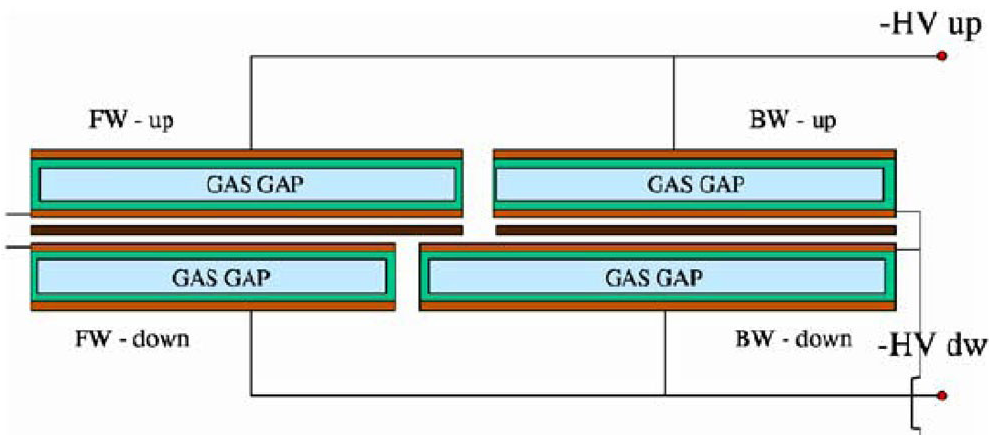 -HV up
FW - up
BW - up
GAS GAP
GAS GAP
GAS GAP
GAS GAP
FW - down
BW - down
-HV dw